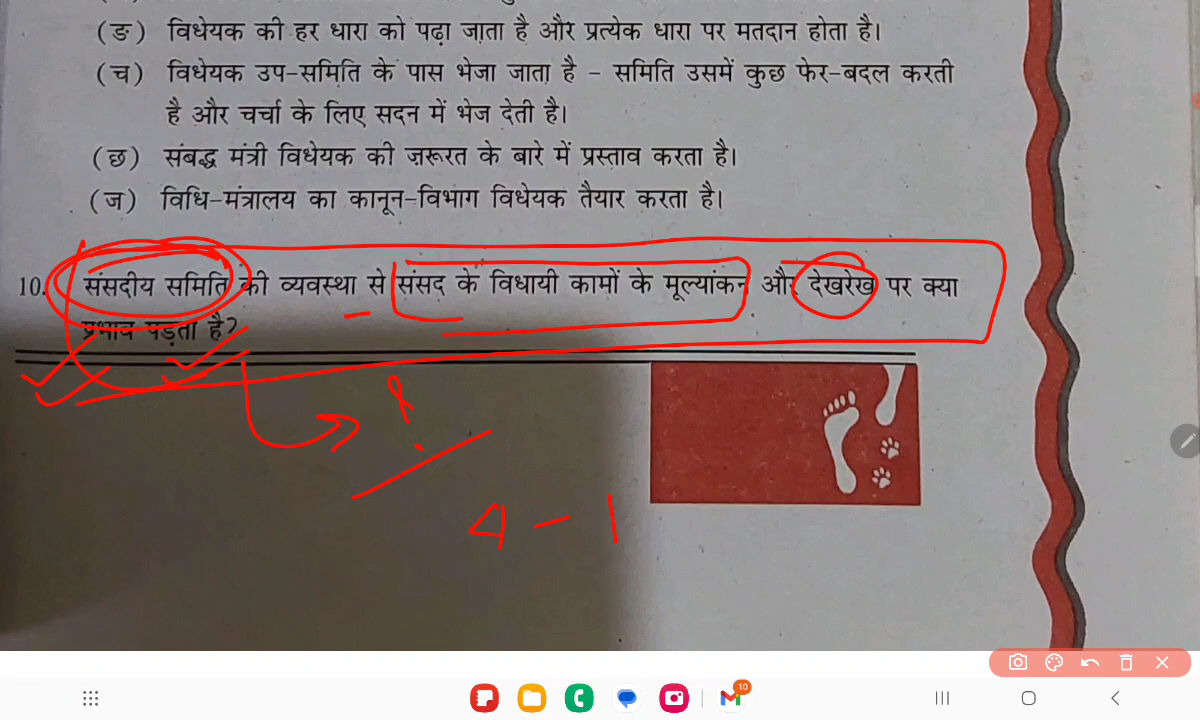 (ङ) विधेयक की हर धारा को पढ़ा जाता है और प्रत्येक धारा पर मतदान होता है।
(च) विधेयक उप-समिति के पास भेजा जाता है - समिति उसमें कुछ फेर-बदल करती
है और चर्चा के लिए सदन में भेज देती है।
(छ) संबद्ध मंत्री विधेयक की ज़रूरत के बारे में प्रस्ताव करता है।
(ज) विधि-मंत्रालय का कानून-विभाग विधेयक तैयार करता है।
10. संसदीय समिति की व्यवस्था से संसद के विधायी कामों के मूल्यांकन और देखरेख पर क्या
प्रभाव पड़ता है?
4 - 1
10